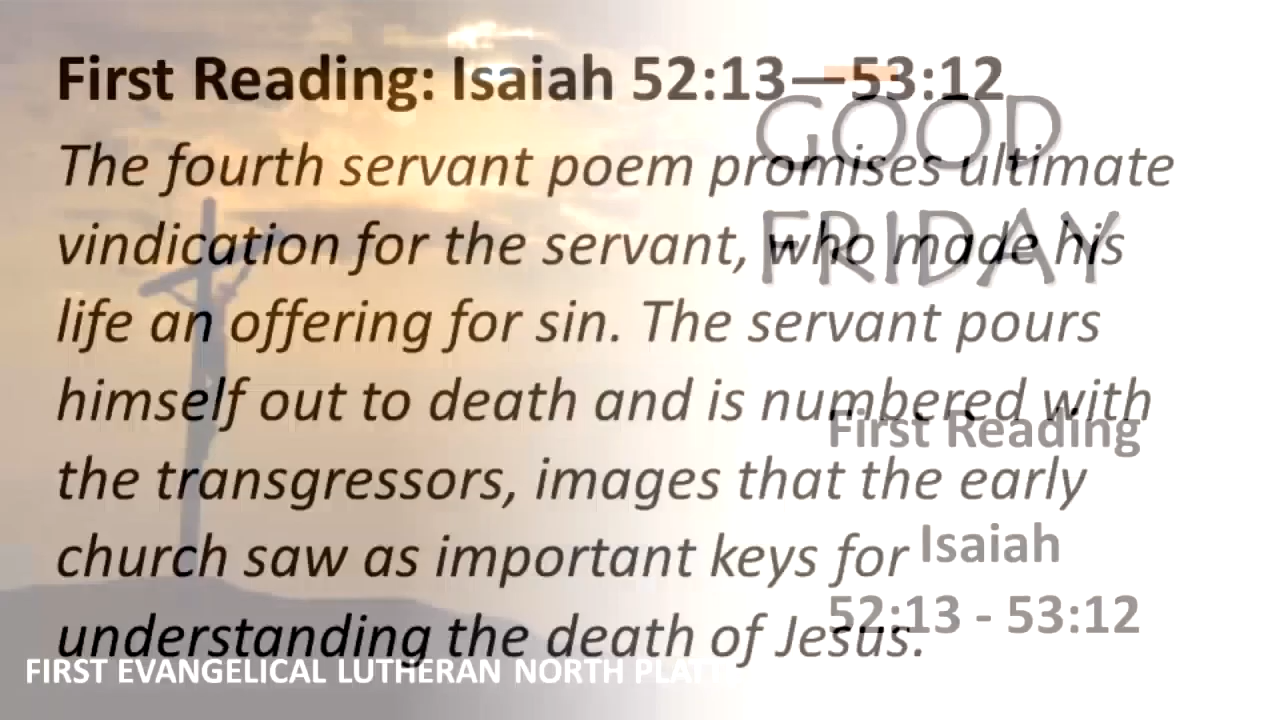 First Reading: Isaiah 52:13—53:12
The fourth servant poem promises ultimate
vindication for the servant, who made his
life an offering for sin. The servant pours
himself out to death and is numbered with
the transgressors, images that the early
church saw as important keys for
understanding the death of Jesus.
GOOD
FRIDAY
First Reading
Isaiah
52:13 - 53:12
FIRST EVANGELICAL LUTHERAN NORTH